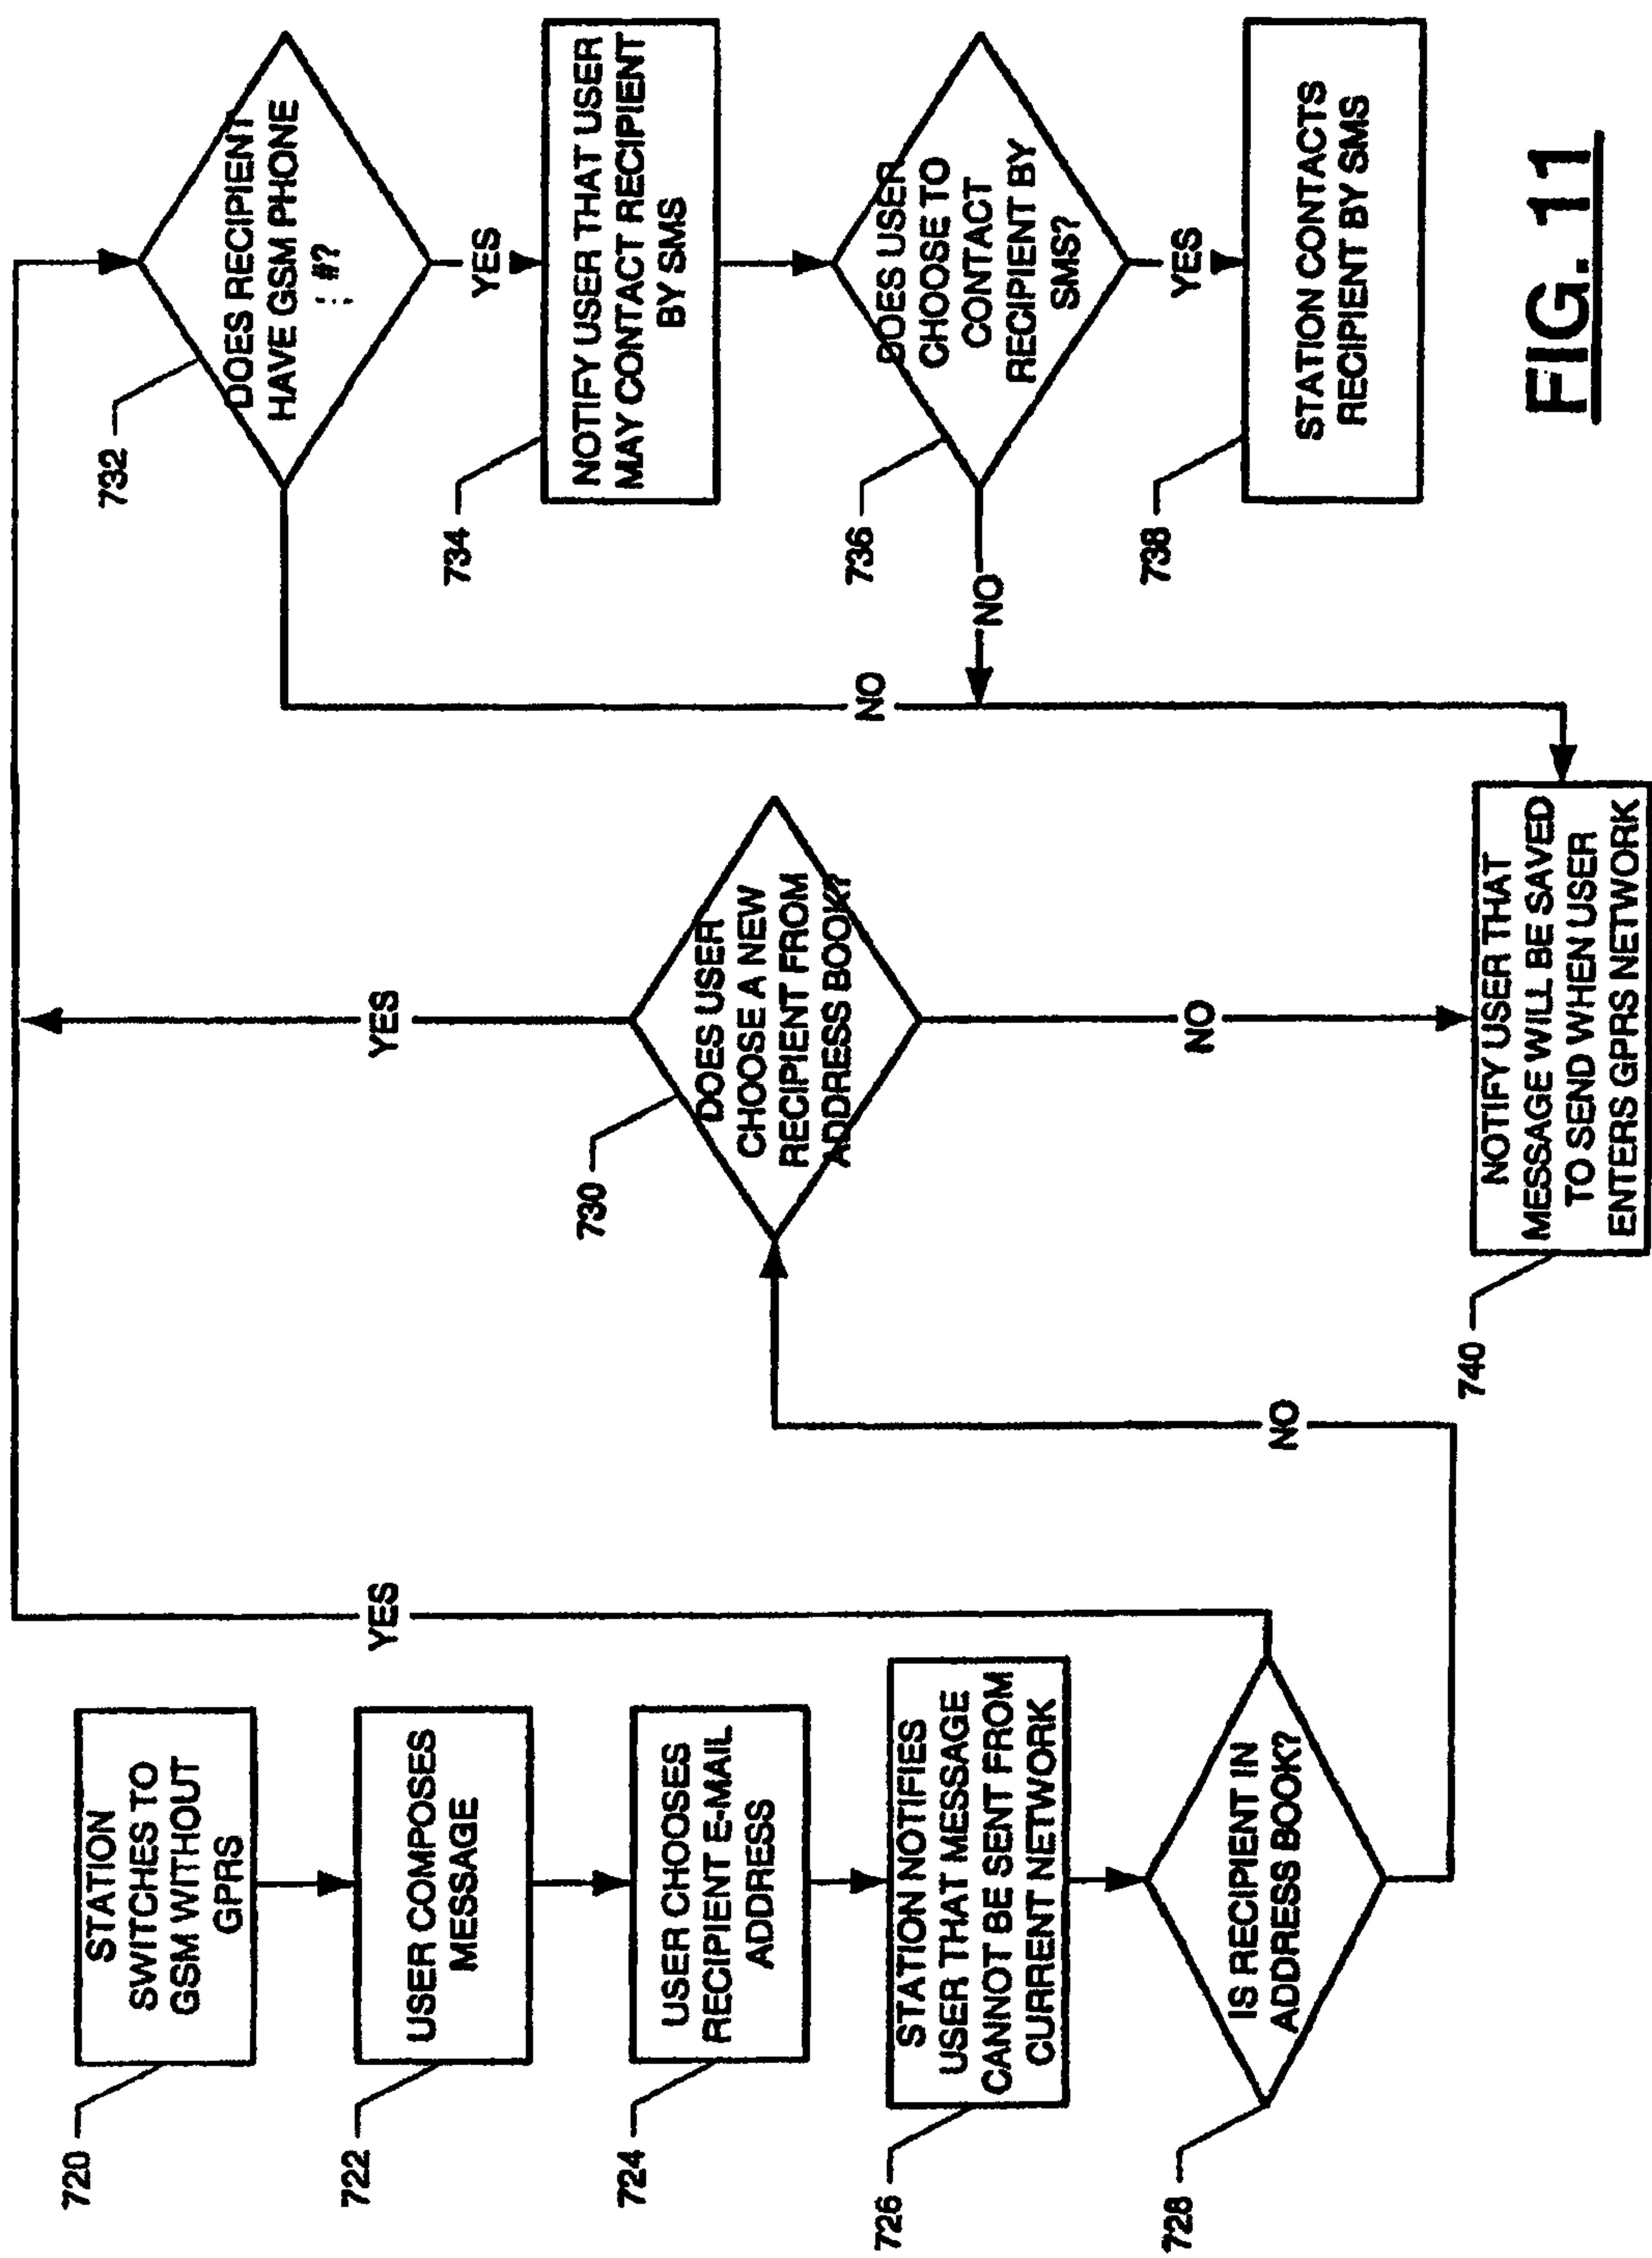 720
STATION
SWITCHES TO
GSM WITHOUT
GPRS
722
USER COMPOSES
MESSAGE
724
USER CHOOSES
RECIPIENT E-MAIL
ADDRESS
726
STATION NOTIFIES
USER THAT MESSAGE
CANNOT BE SENT FROM
CURRENT NETWORK
728
IS RECIPIENT IN
ADDRESS BOOK?
YES
NO
730
DOES USER
CHOOSE A NEW
RECIPIENT FROM
ADDRESS BOOK?
YES
NO
732
DOES RECIPIENT
HAVE GSM PHONE
#?
YES
NO
734
NOTIFY USER THAT USER
MAY CONTACT RECIPIENT
BY SMS
736
DOES USER
CHOOSE TO
CONTACT
RECIPIENT BY
SMS?
NO
YES
738
STATION CONTACTS
RECIPIENT BY SMS
740
NOTIFY USER THAT
MESSAGE WILL BE SAVED
TO SEND WHEN USER
ENTERS GPRS NETWORK
FIG. 11